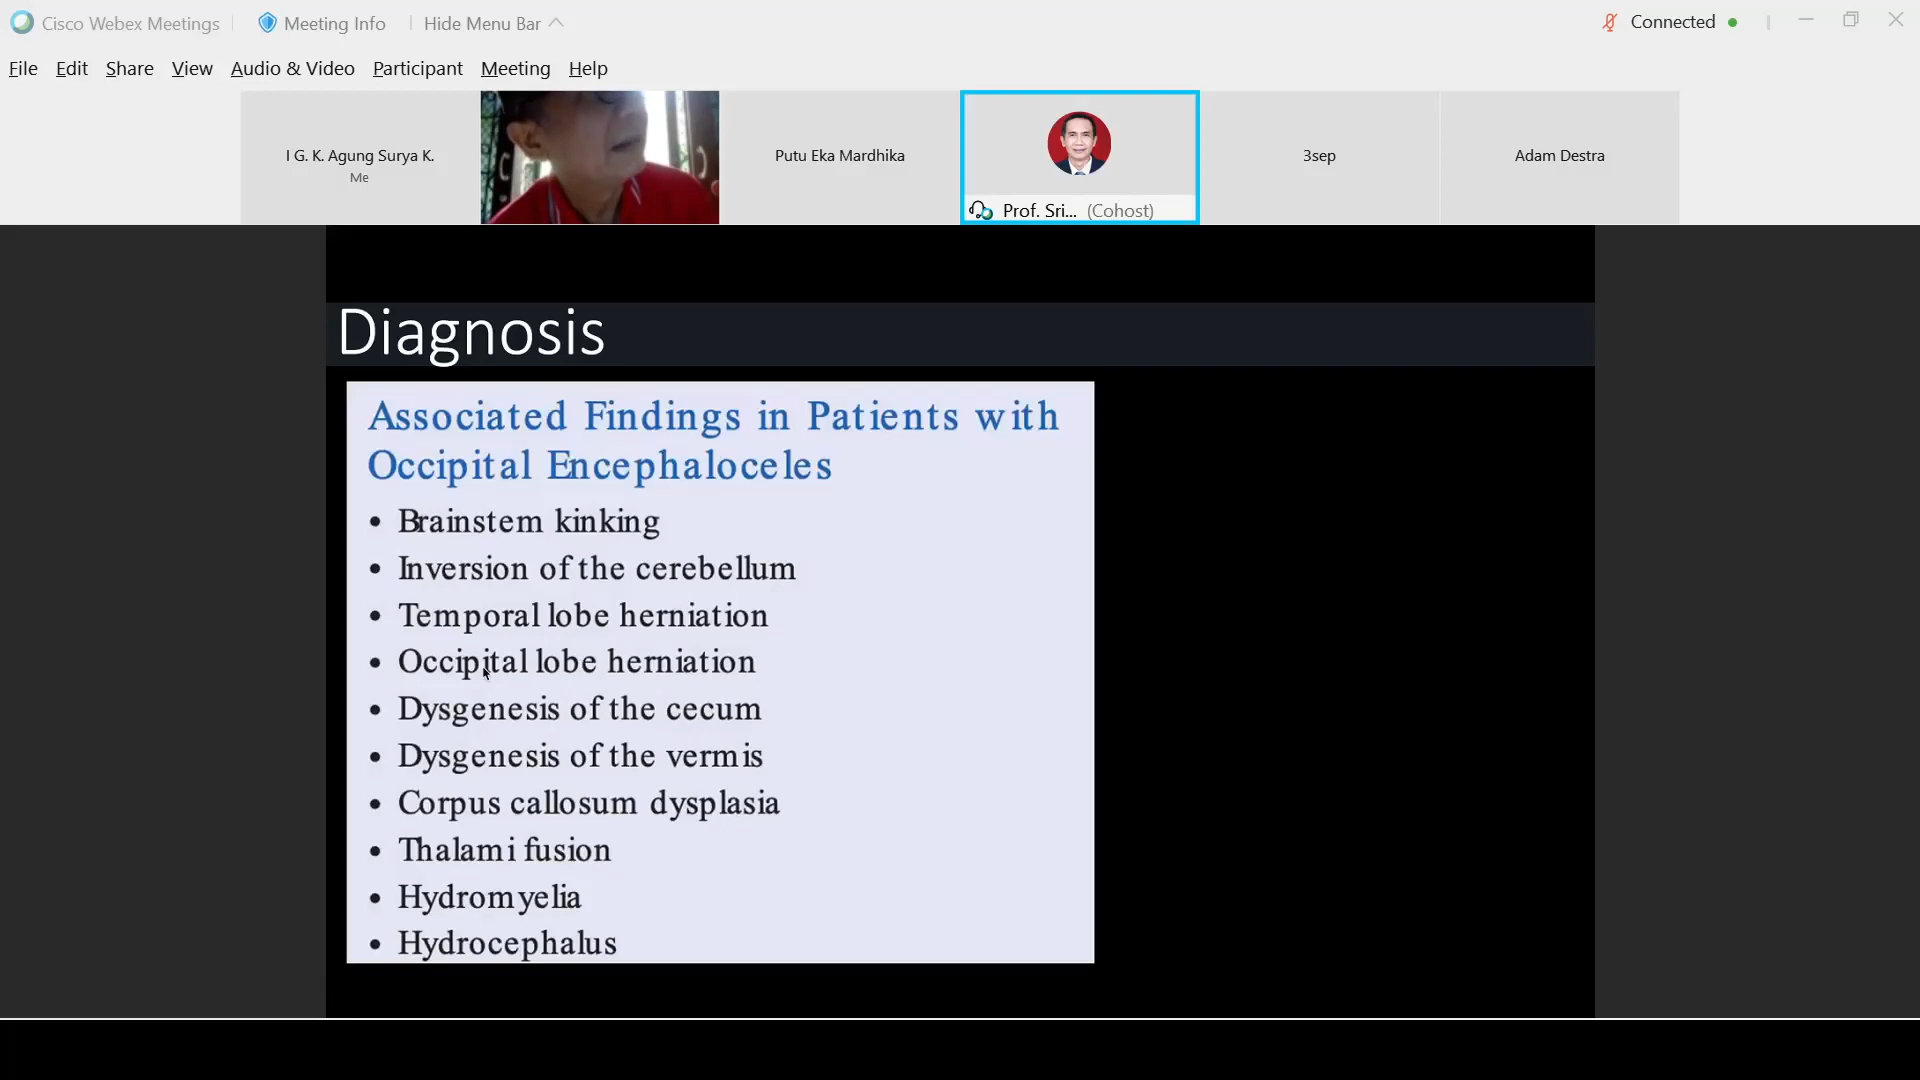 Cisco Webex Meetings
Meeting Info
Hide Menu Bar
Connected
File Edit Share View Audio & Video Participant Meeting Help
I G. K. Agung Surya K.
Me
Putu Eka Mardhika
Prof. Sri... (Cohost)
3sep
Adam Destra
Diagnosis
Associated Findings in Patients with
Occipital Encephaloceles
• Brainstem kinking
• Inversion of the cerebellum
• Temporal lobe herniation
• Occipital lobe herniation
• Dysgenesis of the cecum
• Dysgenesis of the vermis
• Corpus callosum dysplasia
• Thalami fusion
• Hydromyelia
• Hydrocephalus